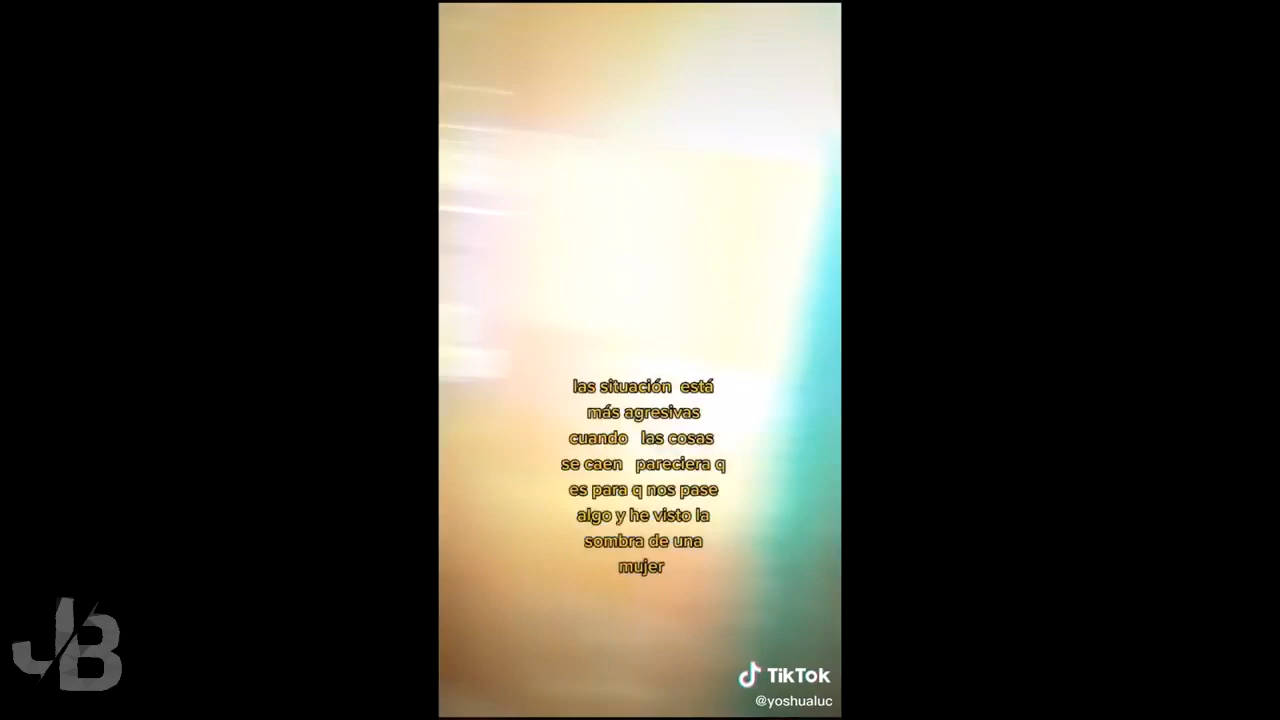 las situación está
más agresivas
cuando las cosas
se caen pareciera q
es para q nos pase
algo y he visto la
sombra de una
mujer
JB
TikTok
@yoshualuc